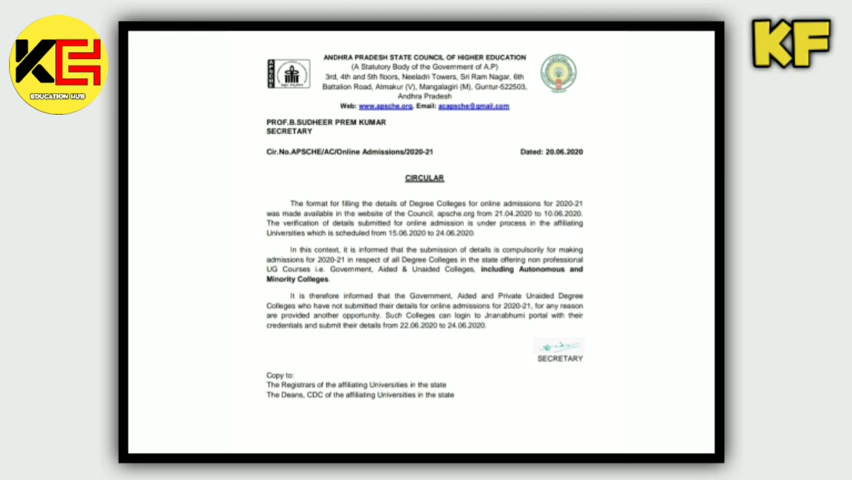 KEH
EDUCATION HUB
KF
APSCHE
ANDHRA PRADESH STATE COUNCIL OF HIGHER EDUCATION
(A Statutory Body of the Government of A.P)
3rd, 4th and 5th floors, Neeladri Towers, Sri Ram Nagar, 6th
Battalion Road, Atmakur (V), Mangalagiri (M), Guntur-522503,
Andhra Pradesh
Web: www.apsche.org, Email: acapsche@gmail.com
PROF.B.SUDHEER PREM KUMAR
SECRETARY
Cir.No.APSCHE/AC/Online Admissions/2020-21 Dated: 20.06.2020
CIRCULAR
The format for filling the details of Degree Colleges for online admissions for 2020-21
was made available in the website of the Council, apsche.org from 21.04.2020 to 10.06.2020.
The verification of details submitted for online admission is under process in the affiliating
Universities which is scheduled from 15.06.2020 to 24.06.2020.
In this context, it is informed that the submission of details is compulsorily for making
admissions for 2020-21 in respect of all Degree Colleges in the state offering non professional
UG Courses i.e. Government, Aided & Unaided Colleges, including Autonomous and
Minority Colleges.
It is therefore informed that the Government, Aided and Private Unaided Degree
Colleges who have not submitted their details for online admissions for 2020-21, for any reason
are provided another opportunity. Such Colleges can login to Jnanabhumi portal with their
credentials and submit their details from 22.06.2020 to 24.06.2020.
SECRETARY
Copy to:
The Registrars of the affiliating Universities in the state
The Deans, CDC of the affiliating Universities in the state